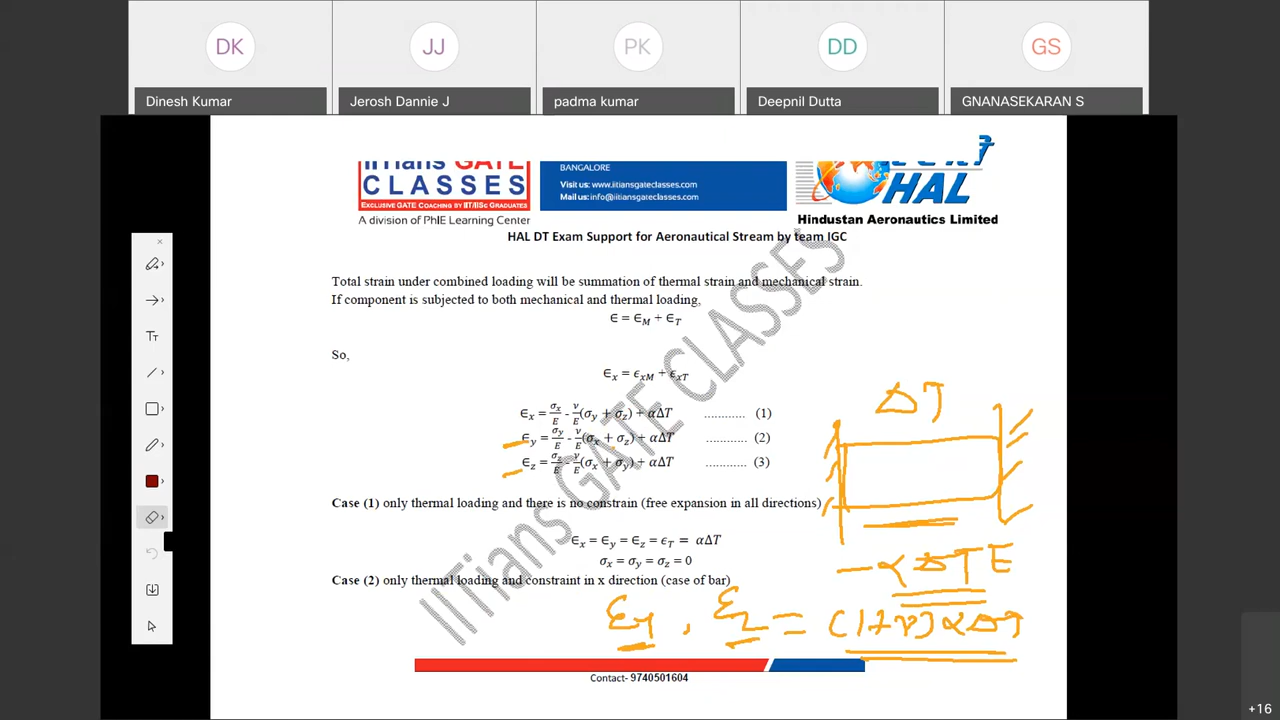 DK JJ PK DD GS
Dinesh Kumar Jerosh Dannie J padma kumar Deepnil Dutta GNANASEKARAN S
IITians GATE
CLASSES
EXCLUSIVE GATE COACHING BY IIT/IISc GRADUATES
A division of PhIE Learning Center
BANGALORE
Visit us: www.iitiansgateclasses.com
Mail us: info@iitiansgateclasses.com
HAL
Hindustan Aeronautics Limited
HAL DT Exam Support for Aeronautical Stream by team IGC
Total strain under combined loading will be summation of thermal strain and mechanical strain.
If component is subjected to both mechanical and thermal loading,
∈ = ∈M + ∈T
So,
∈x = ϵxM + ϵxT
∈x = σx/E - ν/E(σy + σz) + αΔT ............ (1)
∈y = σy/E - ν/E(σx + σz) + αΔT ............ (2)
∈z = σz/E - ν/E(σx + σy) + αΔT ............ (3)
ΔT
Case (1) only thermal loading and there is no constrain (free expansion in all directions)
∈x = ∈y = ∈z = ϵT = αΔT
σx = σy = σz = 0
-αΔTE
Case (2) only thermal loading and constraint in x direction (case of bar)
εy, εz = (1+ν)αΔT
IITians GATE CLASSES
Contact- 9740501604
Tт
+16